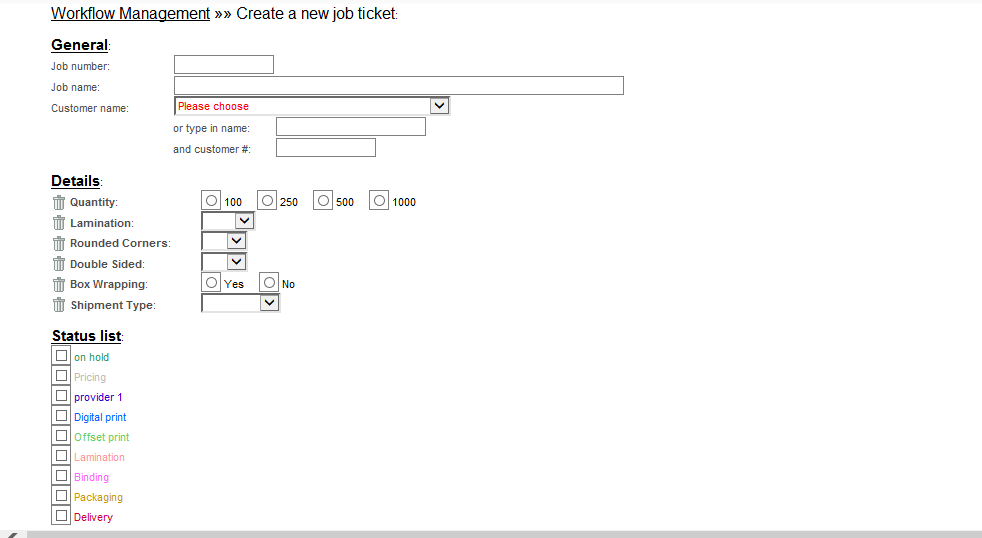 Workflow Management »» Create a new job ticket:
General:
Job number:
Job name:
Customer name: Please choose
or type in name:
and customer #:
Details:
Quantity: 100 250 500 1000
Lamination:
Rounded Corners:
Double Sided:
Box Wrapping: Yes No
Shipment Type:
Status list:
on hold
Pricing
provider 1
Digital print
Offset print
Lamination
Binding
Packaging
Delivery